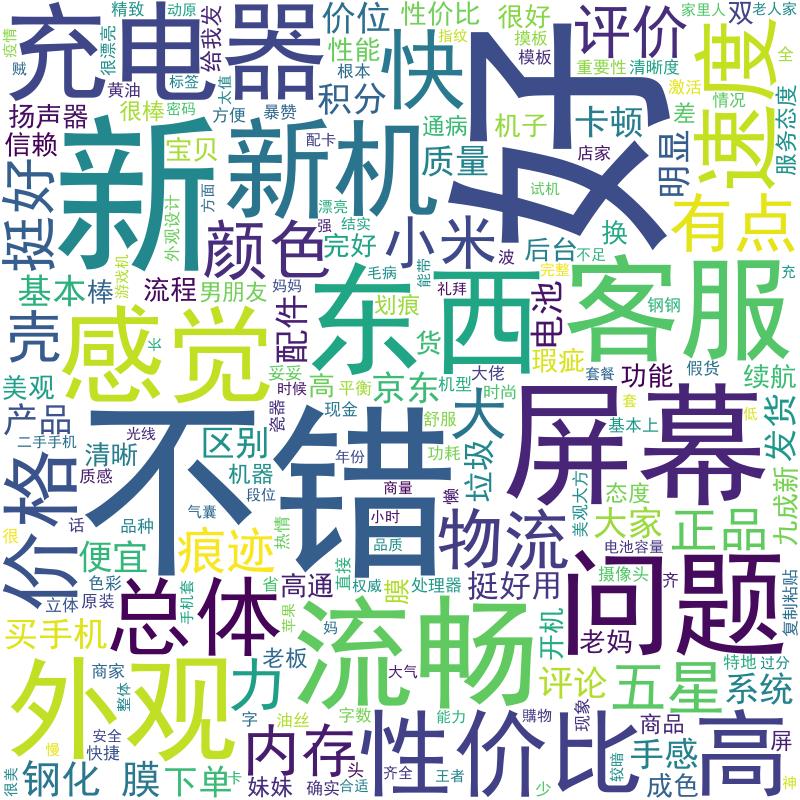 充电器
好
新
新机
快
评价
速度
不错
东西
客服
屏幕
感觉
问题
流畅
外观
性价比
高
总体
价格
颜色
小米
有点
物流
内存
五星
正品
痕迹
买手机
钢化 膜
下单
便宜
挺好
壳
大
力
京东
区别
卡顿
质量
积分
价位
性能
性价比
很好
给我发
很漂亮
精致
动原
疫情
贼
黄油
标签
太值
根本
指纹
摸板
模板
家里人
双
老人家
重要性
清晰度
激活
全
差
情况
服务态度
明显
店家
扬声器
信赖
很棒
密码
方便
暴赞
配卡
通病
机子
宝贝
外观设计
方面
漂亮
强
结实
完好
试机
换
后台
不足
波
毛病
能带
完整
充
基本
棒
流程
男朋友
游戏机
妈妈
礼拜
配件
划痕
电池
钢钢
货
瑕疵
假货
长
妥妥
时候
高
平衡
机型
大佬
时尚
套餐
功能
续航
美观
产品
二手手机
光线
瓷器
现金
舒服
套
低
基本上
发货
清晰
质感
机器
功耗
年份
垃圾
九成新
很
话
品种
气囊
段位
热情
小时
商量
品质
美观大方
态度
大家
电池容量
色彩
立体
原装
手机套
省
苹果
高通
直接
权威
膜
处理器
挺好用
摄像头
齐
复制粘贴
妈
开机
老妈
商家
整体
老板
大气
评论
特地
过分
系统
慢
安全
快捷
字
油丝
字数
能力
購物
现象
商品
屏
手感
较暗
很美
卡
妹妹
确实
头
合适
齐全
王者
少
成色
神